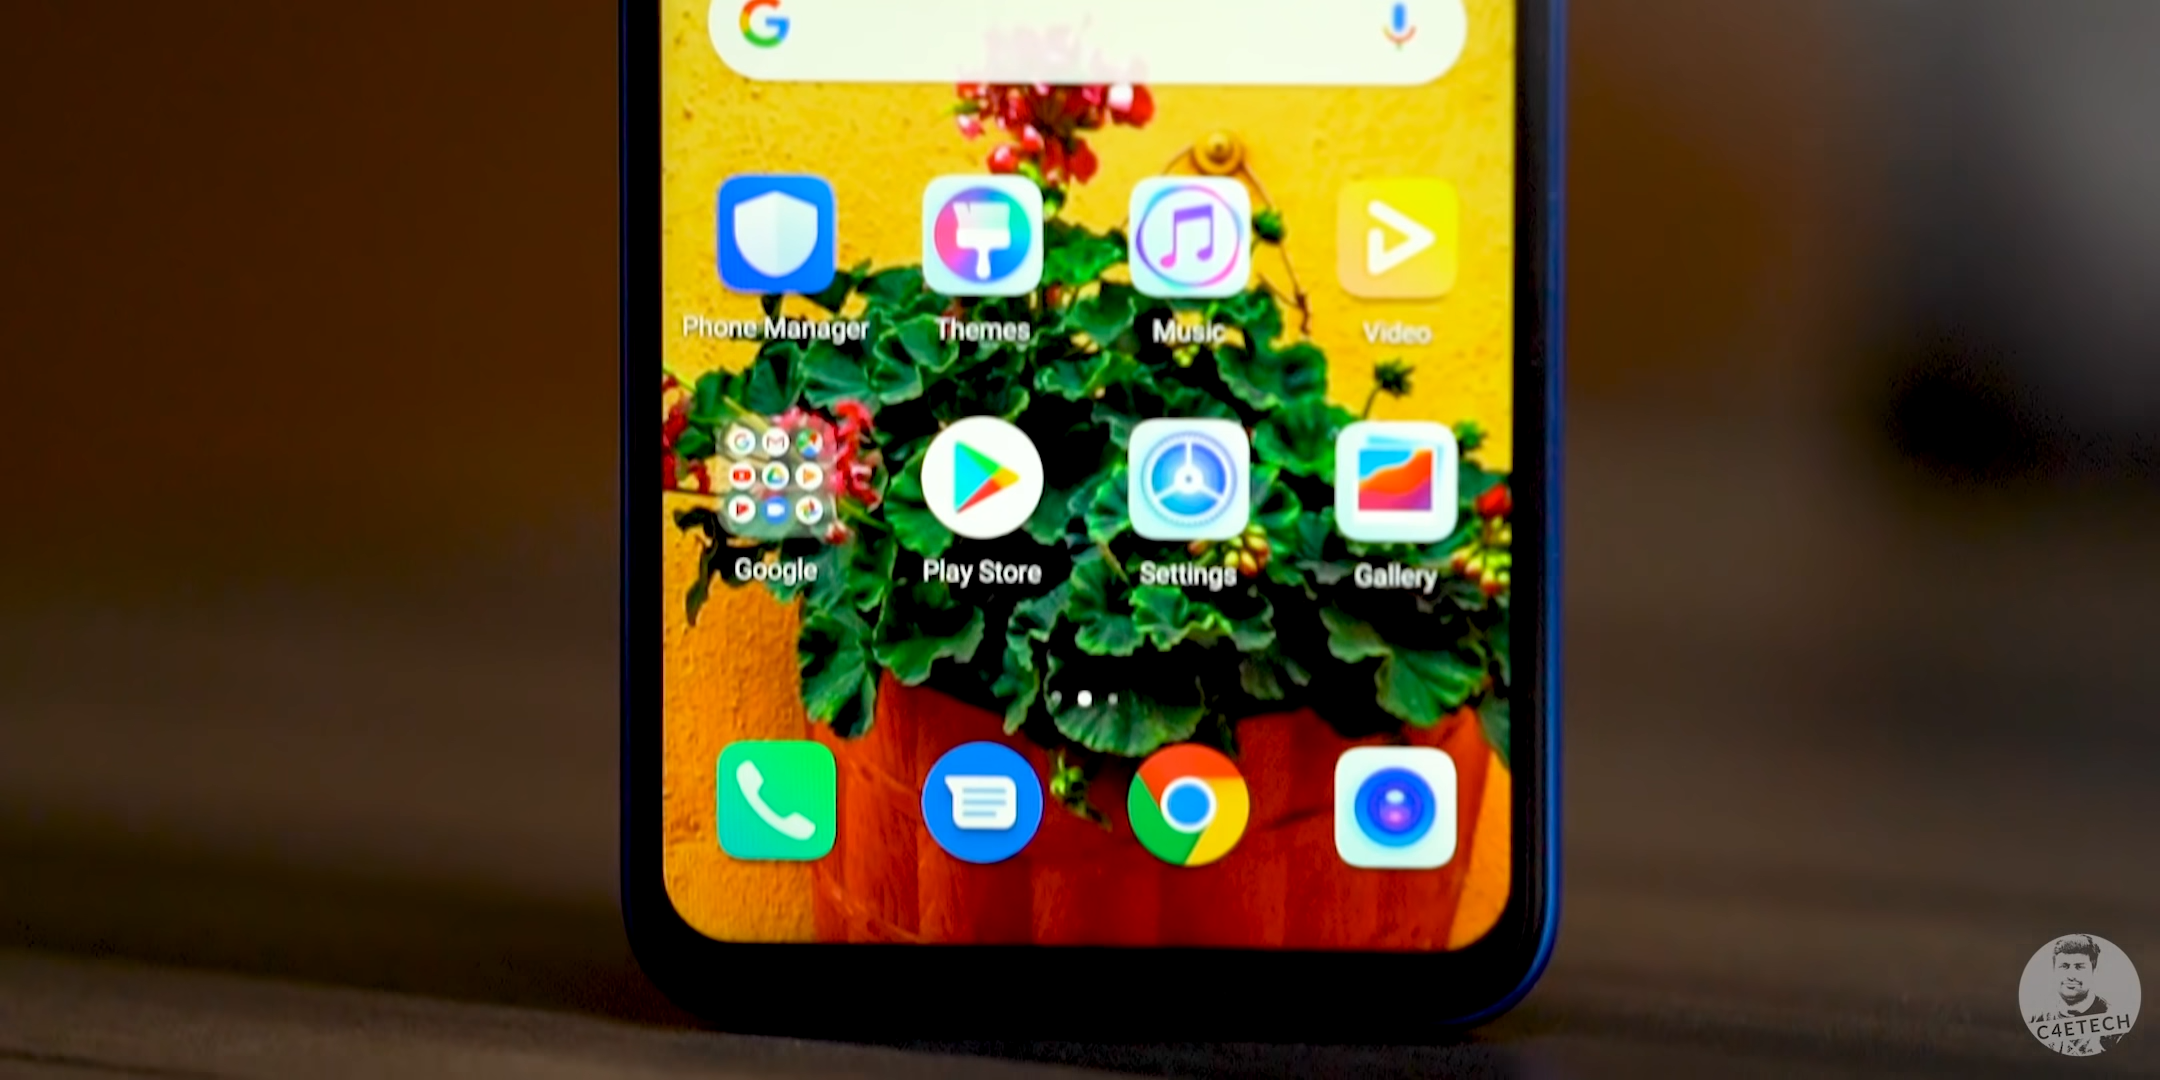 Phone Manager
Themes
Music
Video
Google
Play Store
Settings
Gallery
C4ETECH